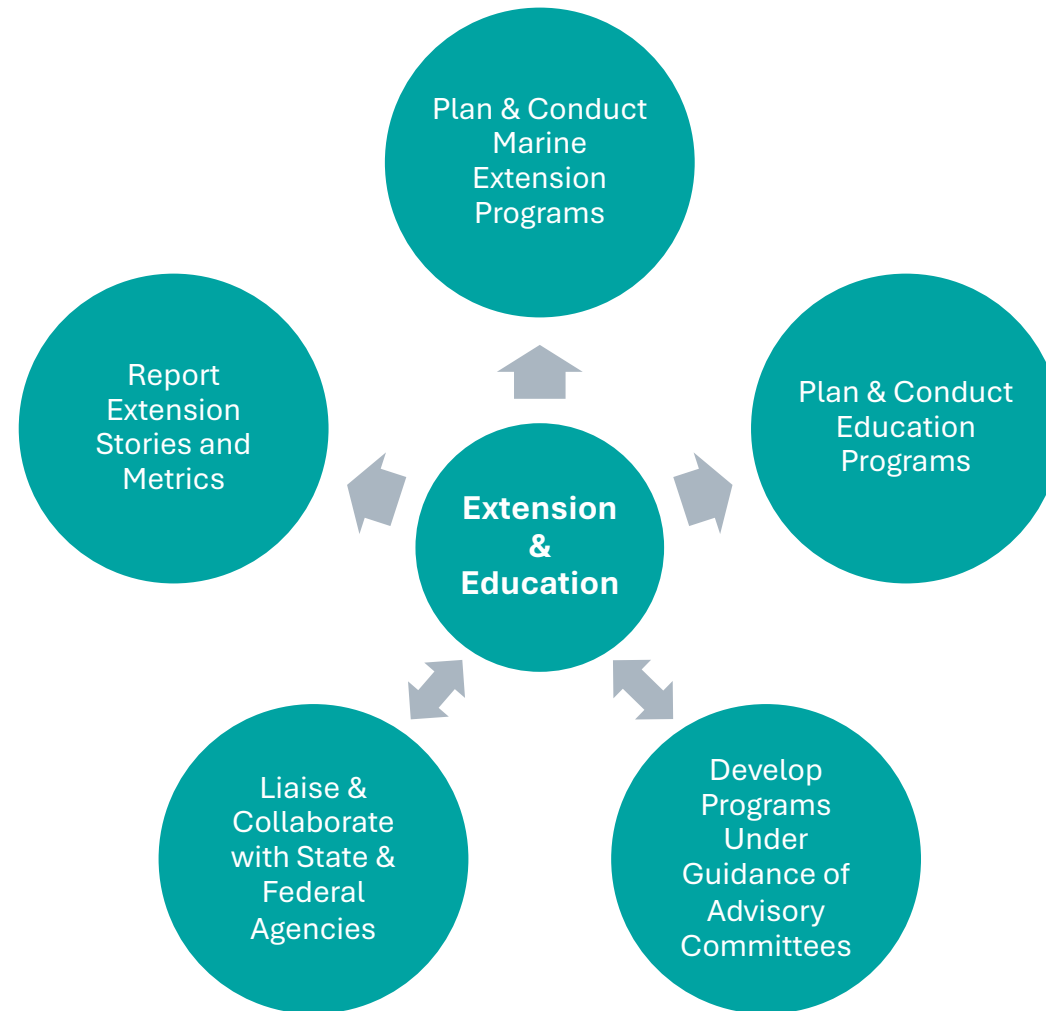 Plan & Conduct
Marine
Extension
Programs
Report
Extension
Stories and
Metrics
Plan & Conduct
Education
Programs
Extension
&
Education
Liaise &
Collaborate
with State &
Federal
Agencies
Develop
Programs
Under
Guidance of
Advisory
Committees